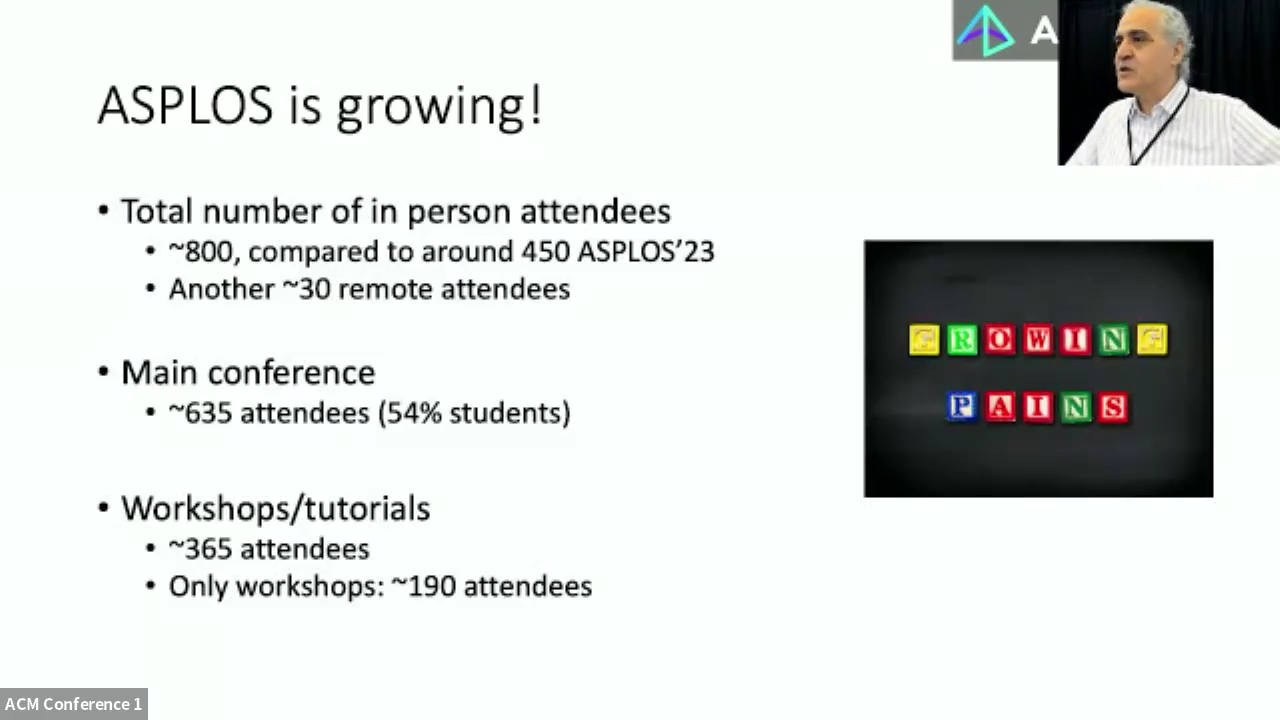 A
ASPLOS is growing!
• Total number of in person attendees
• ~800, compared to around 450 ASPLOS’23
• Another ~30 remote attendees
• Main conference
• ~635 attendees (54% students)
• Workshops/tutorials
• ~365 attendees
• Only workshops: ~190 attendees
GROWING
PAINS
ACM Conference 1